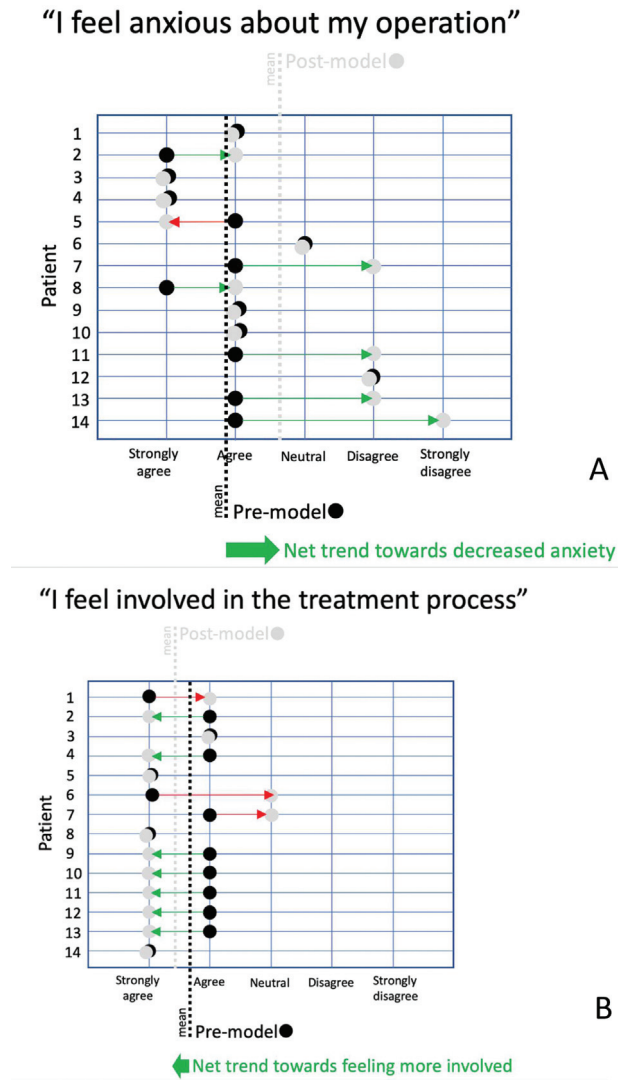 "I feel anxious about my operation"
mean
Post-model
Patient
1
2
3
4
5
6
7
8
9
10
11
12
13
14
Strongly agree
Agree
Neutral
Disagree
Strongly disagree
mean
Pre-model
A
Net trend towards decreased anxiety
"I feel involved in the treatment process"
mean
Post-model
Patient
1
2
3
4
5
6
7
8
9
10
11
12
13
14
Strongly agree
Agree
Neutral
Disagree
Strongly disagree
mean
Pre-model
B
Net trend towards feeling more involved